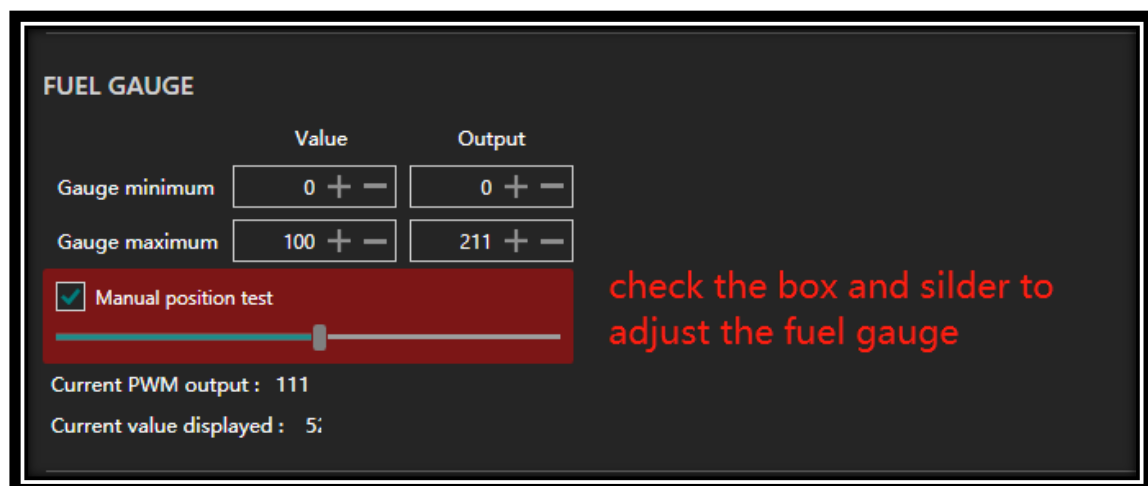 FUEL GAUGE
Value Output
Gauge minimum 0 0
Gauge maximum 100 211
Manual position test
check the box and silder to
adjust the fuel gauge
Current PWM output : 111
Current value displayed :